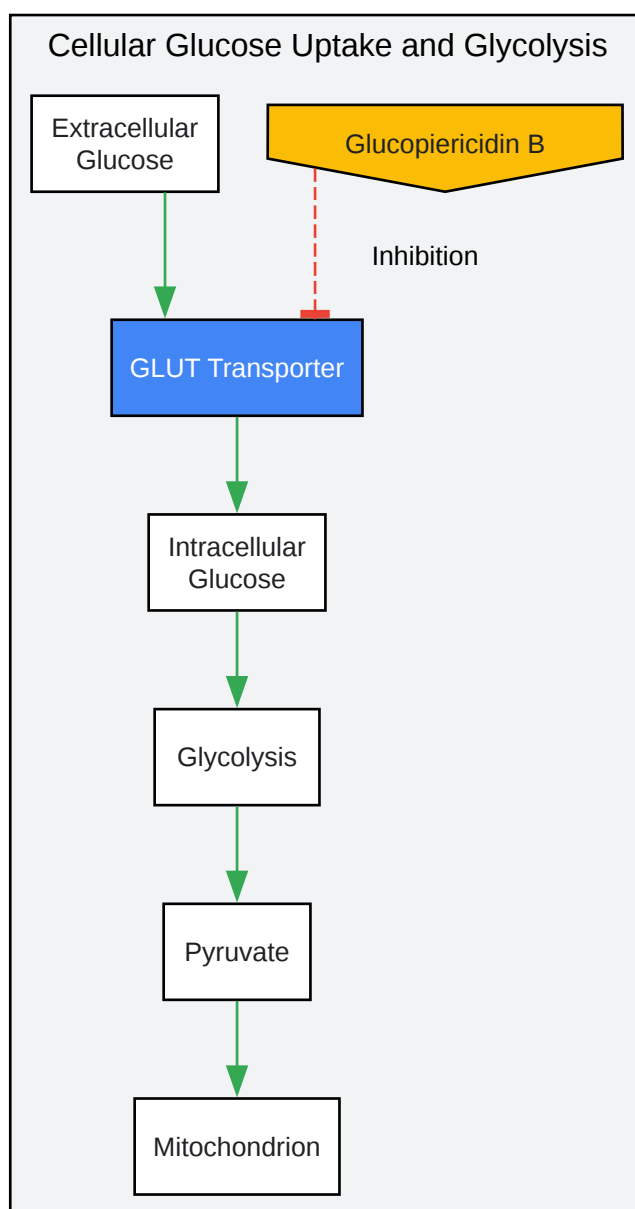 Cellular Glucose Uptake and Glycolysis
Extracellular
Glucose
Glucopiericidin B
Inhibition
GLUT Transporter
Intracellular
Glucose
Glycolysis
Pyruvate
Mitochondrion